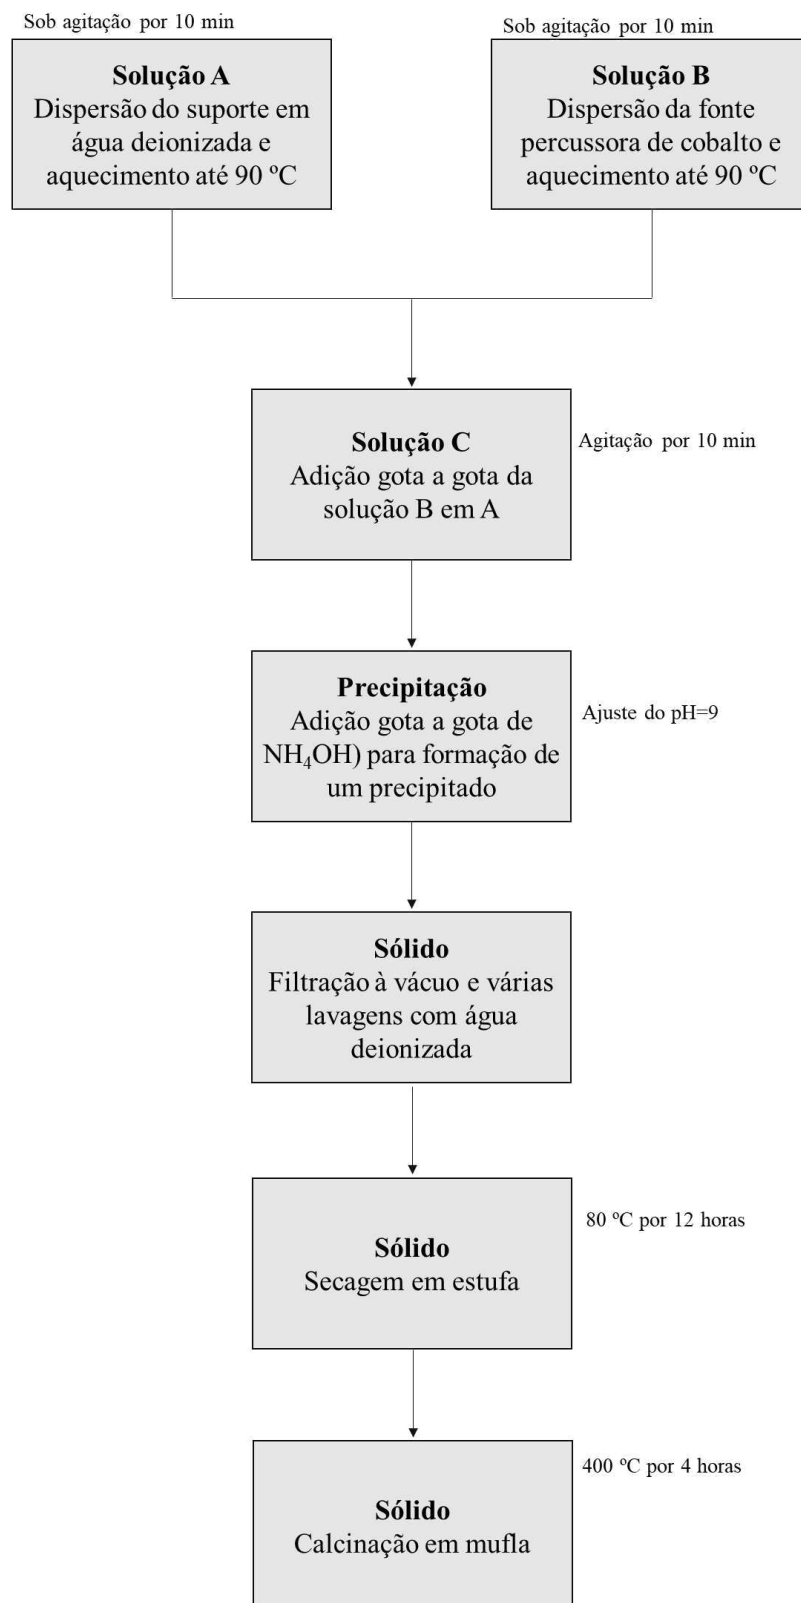 Sob agitação por 10 min
Solução A
Dispersão do suporte em
água deionizada e
aquecimento até 90 ºC
Sob agitação por 10 min
Solução B
Dispersão da fonte
percussora de cobalto e
aquecimento até 90 ºC
Solução C
Adição gota a gota da
solução B em A
Agitação por 10 min
Precipitação
Adição gota a gota de
NH₄OH) para formação de
um precipitado
Ajuste do pH=9
Sólido
Filtração à vácuo e várias
lavagens com água
deionizada
Sólido
Secagem em estufa
80 ºC por 12 horas
Sólido
Calcinação em mufla
400 ºC por 4 horas